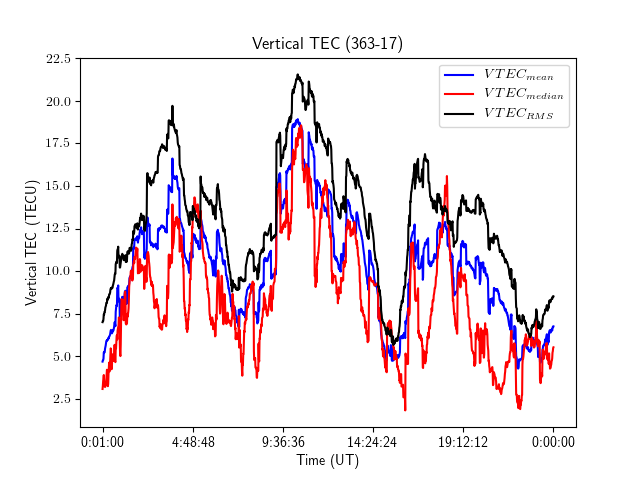 Vertical TEC (363-17)
22.5
20.0
17.5
15.0
12.5
10.0
7.5
5.0
2.5
Vertical TEC (TECU)
VTEC_mean
VTEC_median
VTEC_RMS
0:01:00 4:48:48 9:36:36 14:24:24 19:12:12 0:00:00
Time (UT)